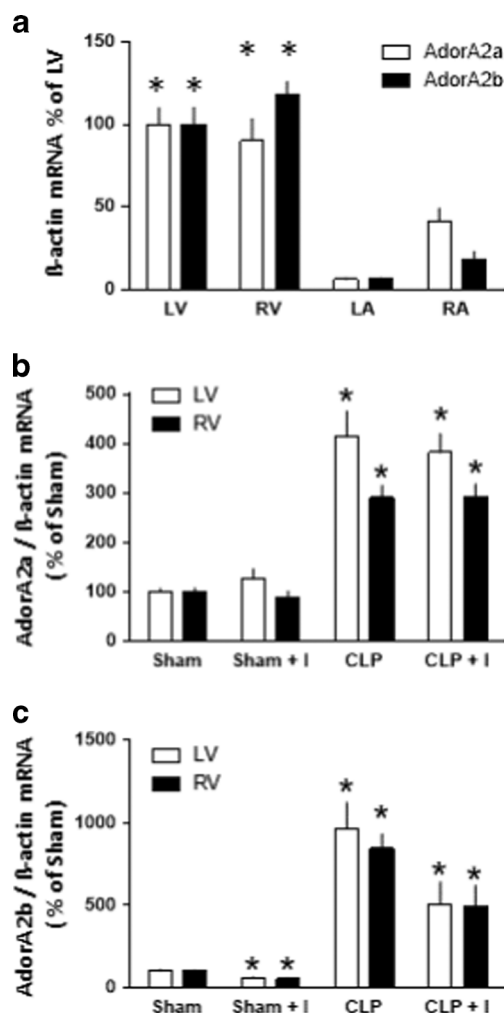 a
ß-actin mRNA % of LV
150
100
50
0
AdorA2a
AdorA2b
* * * *
LV RV LA RA
b
AdorA2a / ß-actin mRNA
( % of Sham)
500
400
300
200
100
0
LV
RV
* * * *
Sham Sham + I CLP CLP + I
c
AdorA2b / ß-actin mRNA
( % of Sham)
1500
1000
500
0
LV
RV
* * * * * *
Sham Sham + I CLP CLP + I